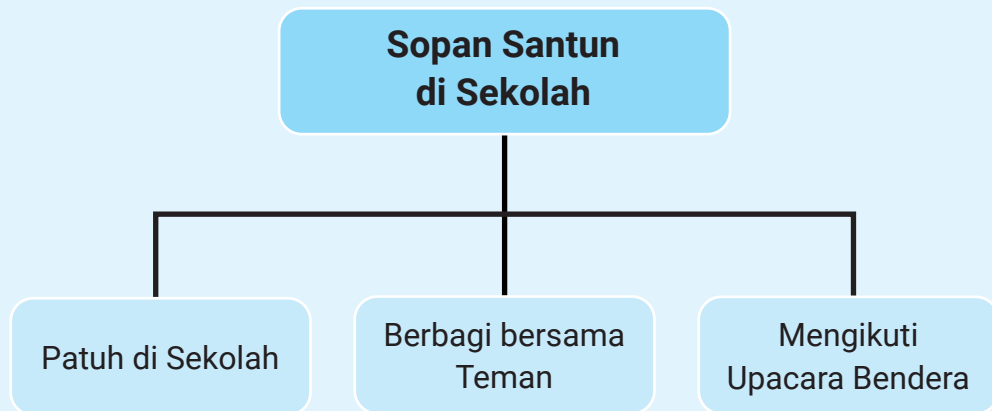 Sopan Santun
di Sekolah
Patuh di Sekolah
Berbagi bersama
Teman
Mengikuti
Upacara Bendera